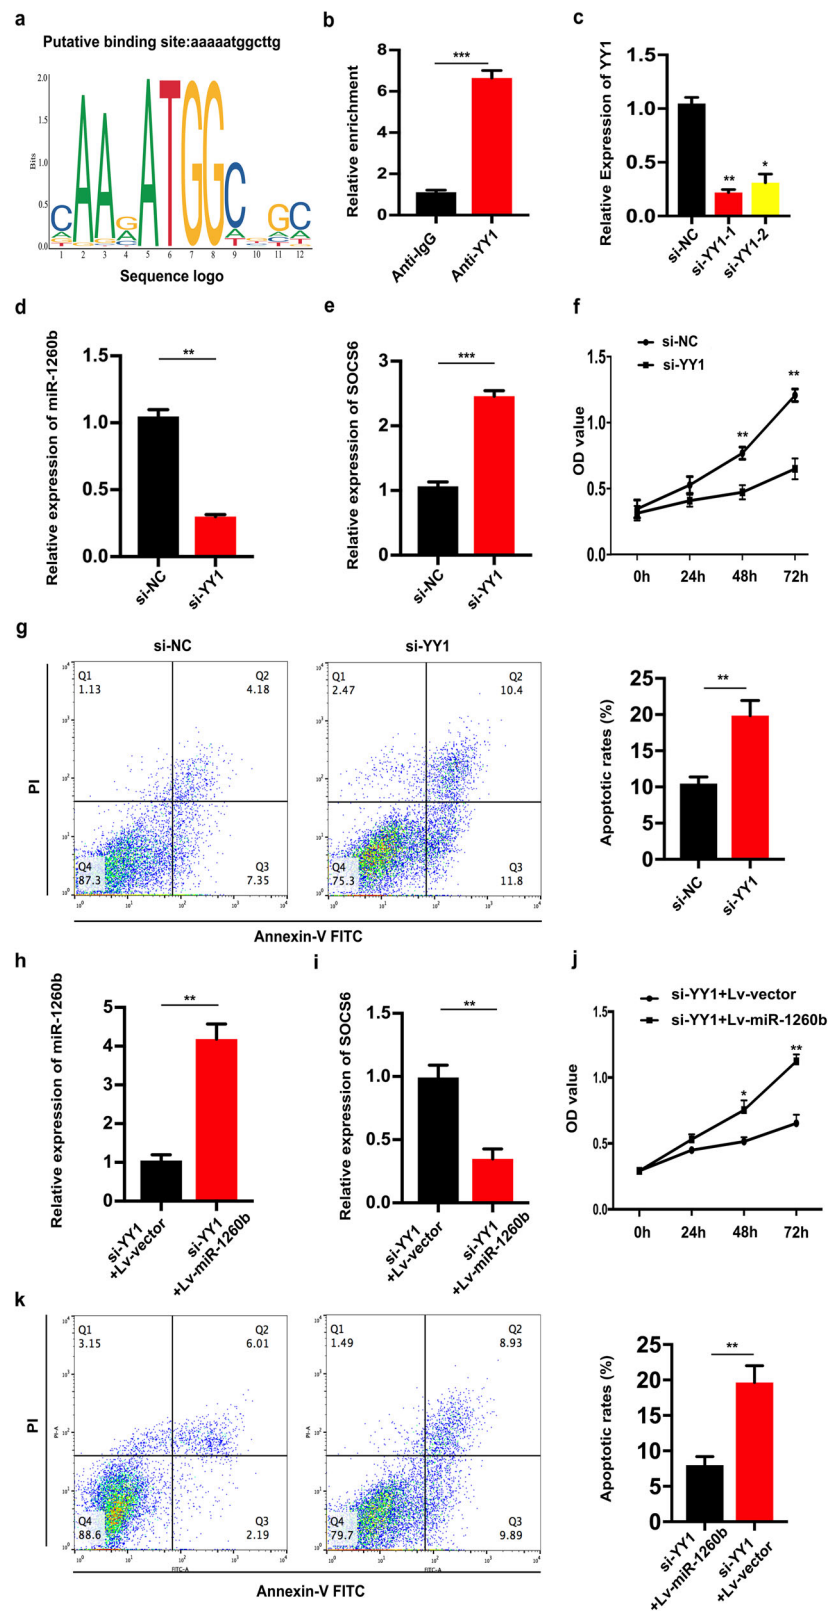 a
Putative binding site:aaaaatggcttg
2.0
1.5
1.0
0.5
0.0
Bits
1 2 3 4 5 6 7 8 9 10 11 12
Sequence logo
b
Relative enrichment
8
6
4
2
0
***
Anti-IgG
Anti-YY1
c
Relative Expression of YY1
1.5
1.0
0.5
0.0
**
*
si-NC
si-YY1-1
si-YY1-2
d
Relative expression of miR-1260b
1.5
1.0
0.5
0.0
**
si-NC
si-YY1
e
Relative expression of SOCS6
3
2
1
0
***
si-NC
si-YY1
f
si-NC
si-YY1
OD value
1.5
1.0
0.5
0.0
**
**
0h 24h 48h 72h
g
si-NC
si-YY1
PI
Q1
1.13
Q2
4.18
Q4
87.3
Q3
7.35
Q1
2.47
Q2
10.4
Q4
75.3
Q3
11.8
Annexin-V FITC
Apoptotic rates (%)
25
20
15
10
5
0
**
si-NC
si-YY1
h
Relative expression of miR-1260b
5
4
3
2
1
0
**
si-YY1
+Lv-vector
si-YY1
+Lv-miR-1260b
i
Relative expression of SOCS6
1.5
1.0
0.5
0.0
**
si-YY1
+Lv-vector
si-YY1
+Lv-miR-1260b
j
si-YY1+Lv-vector
si-YY1+Lv-miR-1260b
OD value
1.5
1.0
0.5
0.0
*
**
0h 24h 48h 72h
k
PI
PI-A
Q1
3.15
Q2
6.01
Q4
88.6
Q3
2.19
FITC-A
PI-A
Q1
1.49
Q2
8.93
Q4
79.7
Q3
9.89
FITC-A
Annexin-V FITC
Apoptotic rates (%)
25
20
15
10
5
0
**
si-YY1
+Lv-miR-1260b
si-YY1
+Lv-vector